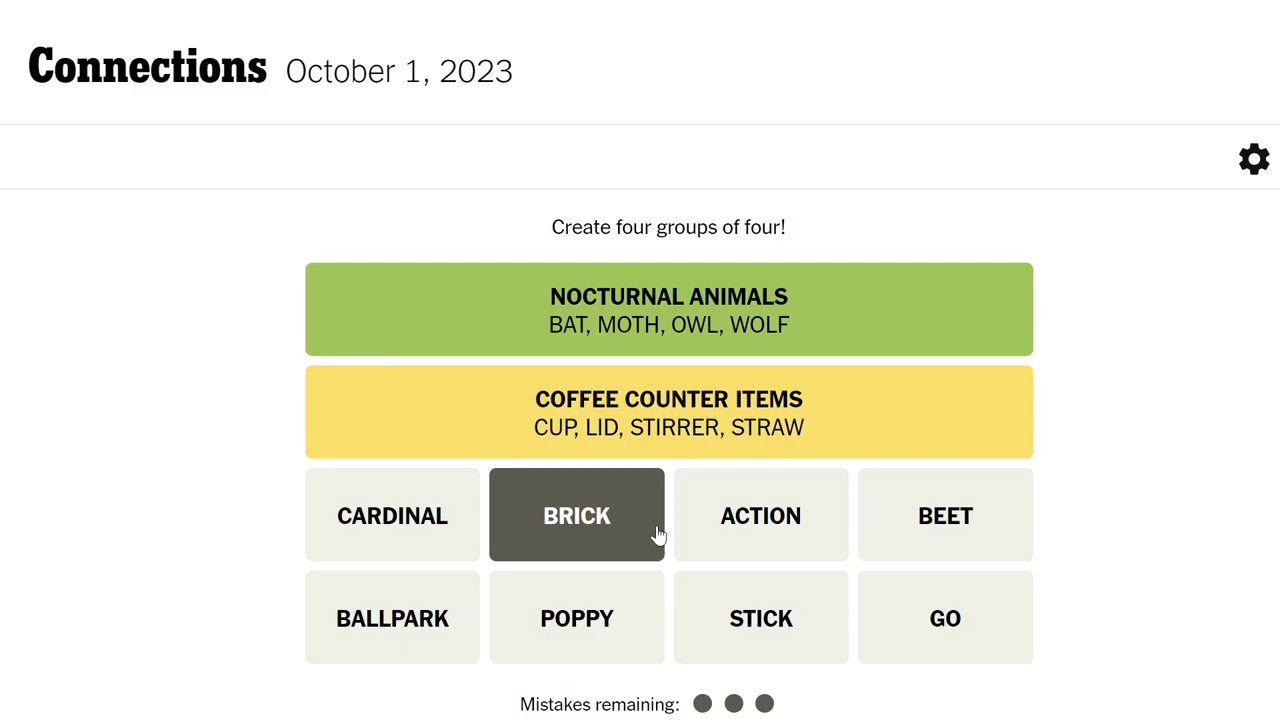 Connections October 1, 2023
Create four groups of four!
NOCTURNAL ANIMALS
BAT, MOTH, OWL, WOLF
COFFEE COUNTER ITEMS
CUP, LID, STIRRER, STRAW
CARDINAL BRICK ACTION BEET
BALLPARK POPPY STICK GO
Mistakes remaining: